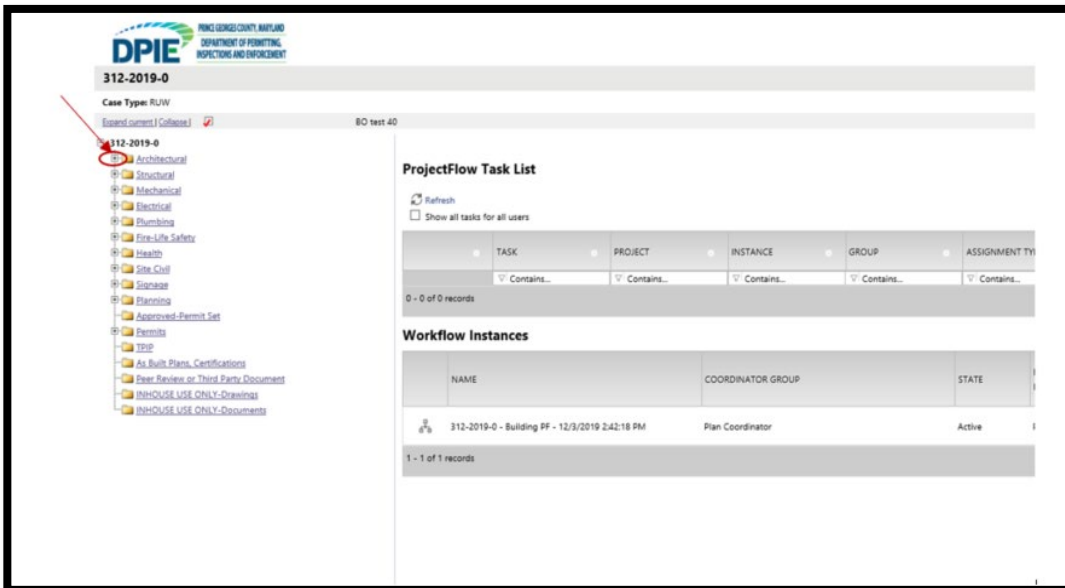 PRINCE GEORGES COUNTY, MARYLAND
DEPARTMENT OF PERMITTING,
INSPECTIONS AND ENFORCEMENT
DPIE
312-2019-0
Case Type: RUW
Expand current | Collapse |
BO test 40
312-2019-0
Architectural
Structural
Mechanical
Electrical
Plumbing
Fire-Life Safety
Health
Site Civil
Signage
Planning
Approved-Permit Set
Permits
TPIP
As Built Plans, Certifications
Peer Review or Third Party Document
INHOUSE USE ONLY-Drawings
INHOUSE USE ONLY-Documents
ProjectFlow Task List
Refresh
Show all tasks for all users
TASK PROJECT INSTANCE GROUP ASSIGNMENT TY
Contains... Contains... Contains... Contains... Contains...
0 - 0 of 0 records
Workflow Instances
NAME COORDINATOR GROUP STATE
312-2019-0 - Building PF - 12/3/2019 2:42:18 PM Plan Coordinator Active
1 - 1 of 1 records